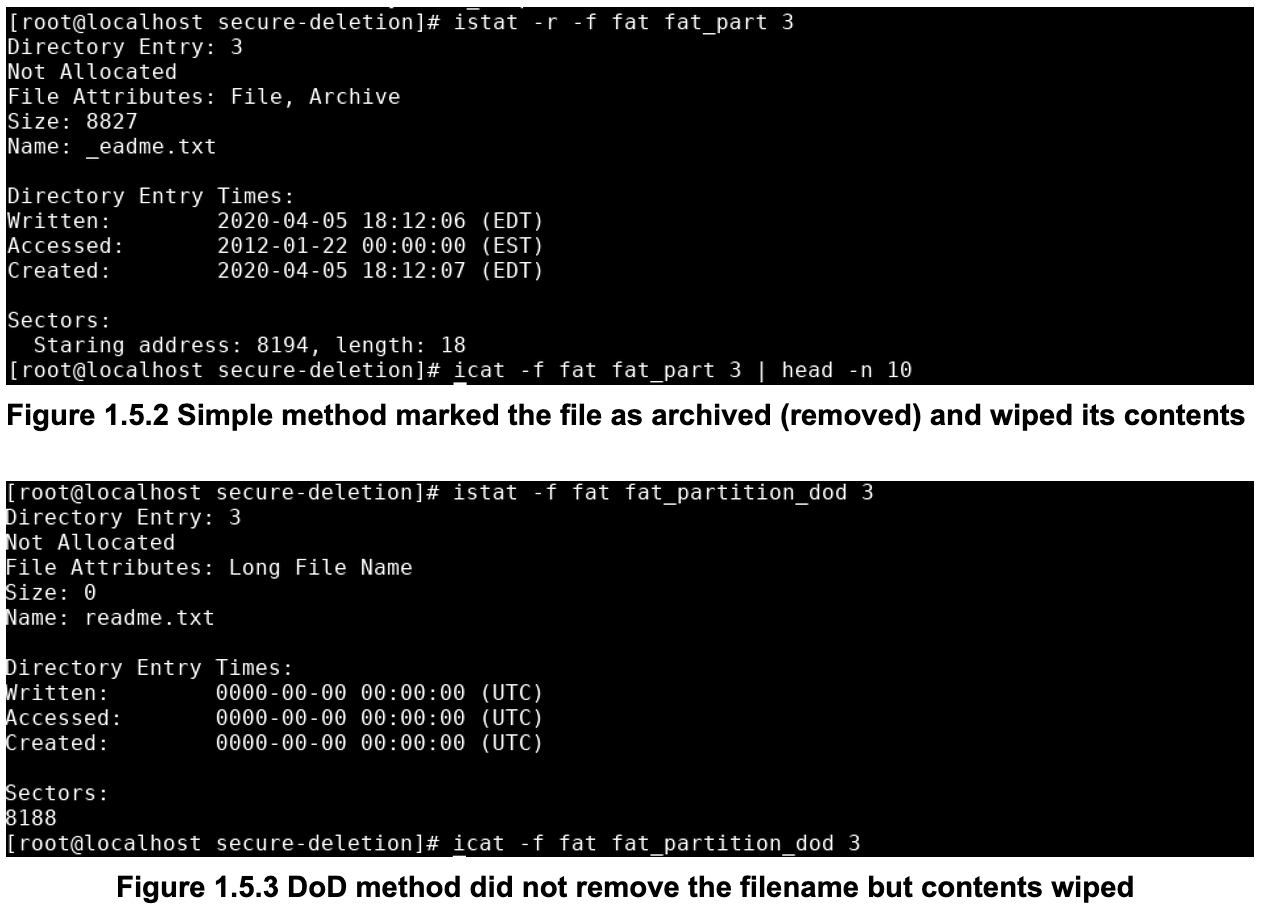 [root@localhost secure-deletion]# istat -r -f fat fat_part 3
Directory Entry: 3
Not Allocated
File Attributes: File, Archive
Size: 8827
Name: _eadme.txt
Directory Entry Times:
Written:        2020-04-05 18:12:06 (EDT)
Accessed:       2012-01-22 00:00:00 (EST)
Created:        2020-04-05 18:12:07 (EDT)
Sectors:
  Staring address: 8194, length: 18
[root@localhost secure-deletion]# icat -f fat fat_part 3 | head -n 10
Figure 1.5.2 Simple method marked the file as archived (removed) and wiped its contents
[root@localhost secure-deletion]# istat -f fat fat_partition_dod 3
Directory Entry: 3
Not Allocated
File Attributes: Long File Name
Size: 0
Name: readme.txt
Directory Entry Times:
Written:        0000-00-00 00:00:00 (UTC)
Accessed:       0000-00-00 00:00:00 (UTC)
Created:        0000-00-00 00:00:00 (UTC)
Sectors:
8188
[root@localhost secure-deletion]# icat -f fat fat_partition_dod 3
Figure 1.5.3 DoD method did not remove the filename but contents wiped